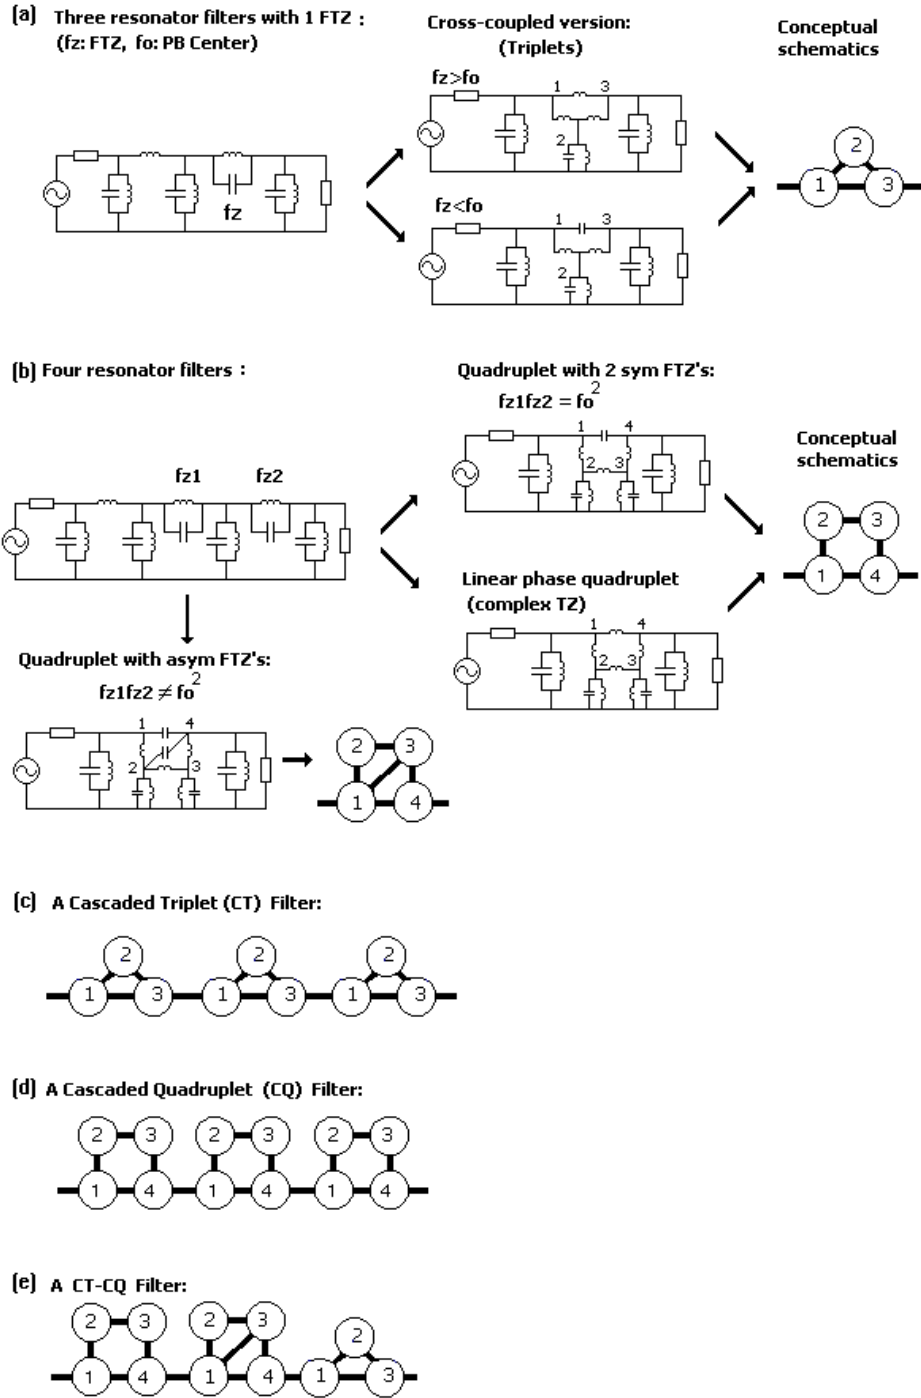 (a) Three resonator filters with 1 FTZ :
(fz: FTZ, fo: PB Center)
fz
Cross-coupled version:
(Triplets)
fz>fo
1 3
2
fz<fo
1 3
2
Conceptual
schematics
2
1 3
(b) Four resonator filters :
fz1 fz2
Quadruplet with 2 sym FTZ's:
fz1fz2 = fo2
1 4
2 3
Linear phase quadruplet
(complex TZ)
1 4
2 3
Conceptual
schematics
2 3
1 4
Quadruplet with asym FTZ's:
fz1fz2 ≠ fo2
1 4
2 3
2 3
1 4
(c) A Cascaded Triplet (CT) Filter:
2 2 2
1 3 1 3 1 3
(d) A Cascaded Quadruplet (CQ) Filter:
2 3 2 3 2 3
1 4 1 4 1 4
(e) A CT-CQ Filter:
2 3 2 3 2
1 4 1 4 1 3